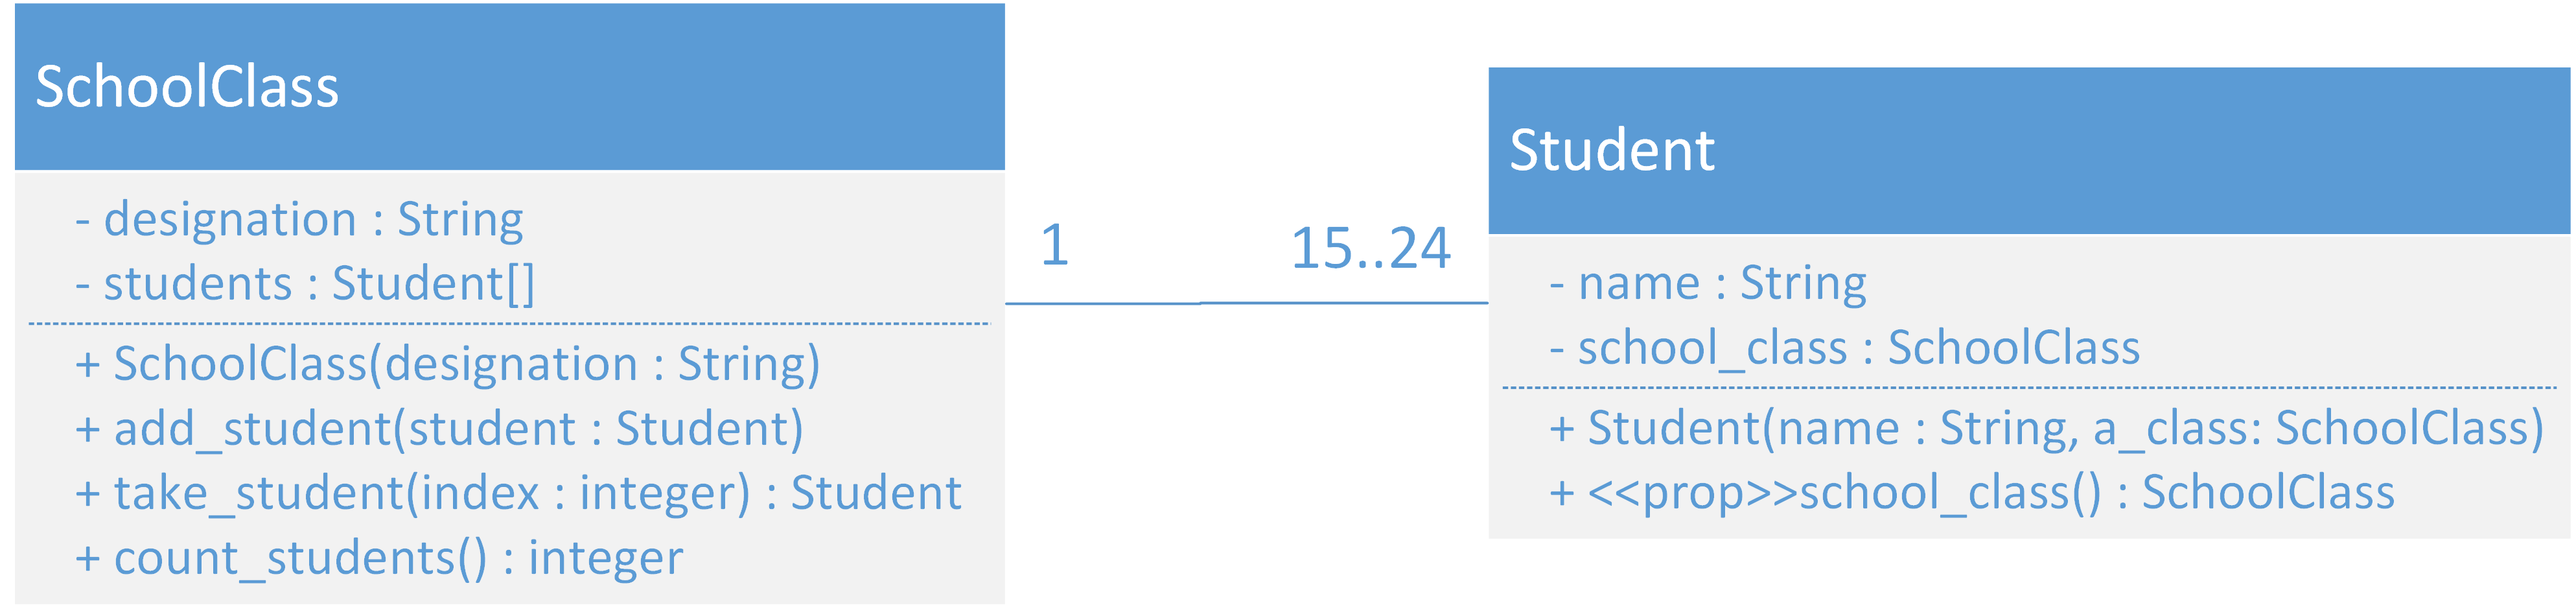 SchoolClass
- designation : String
- students : Student[]
+ SchoolClass(designation : String)
+ add_student(student : Student)
+ take_student(index : integer) : Student
+ count_students() : integer
1
15..24
Student
- name : String
- school_class : SchoolClass
+ Student(name : String, a_class: SchoolClass)
+ <<prop>>school_class() : SchoolClass